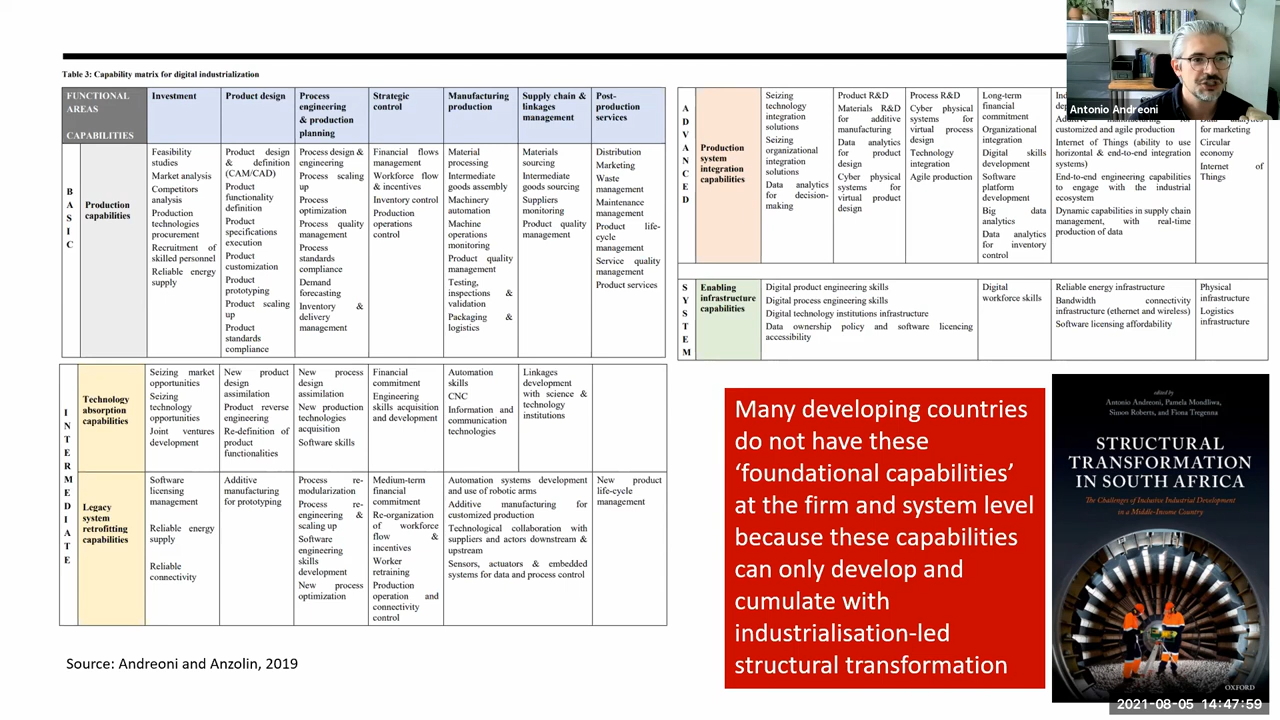 Table 3: Capability matrix for digital industrialization
FUNCTIONAL
AREAS
CAPABILITIES
Investment
Product design
Process
engineering
& production
planning
Strategic
control
Manufacturing
production
Supply chain &
linkages
management
Post-
production
services
B
A
S
I
C
Production
capabilities
Feasibility
studies
Market analysis
Competitors
analysis
Production
technologies
procurement
Recruitment of
skilled personnel
Reliable energy
supply
Product design
& definition
(CAM/CAD)
Product
functionality
definition
Product
specifications
execution
Product
customization
Product
prototyping
Product scaling
up
Product
standards
compliance
Process design &
engineering
Process scaling
up
Process
optimization
Process quality
management
Process
standards
compliance
Demand
forecasting
Inventory &
delivery
management
Financial flows
management
Workforce flow
& incentives
Inventory control
Production
operations
control
Material
processing
Intermediate
goods assembly
Machinery
automation
Machine
operations
monitoring
Product quality
management
Testing,
inspections &
validation
Packaging &
logistics
Materials
sourcing
Intermediate
goods sourcing
Suppliers
monitoring
Product quality
management
Distribution
Marketing
Waste
management
Maintenance
management
Product life-
cycle
management
Service quality
management
Product services
I
N
T
E
R
M
E
D
I
A
T
E
Technology
absorption
capabilities
Seizing market
opportunities
Seizing
technology
opportunities
Joint ventures
development
New product
design
assimilation
Product reverse
engineering
Re-definition of
product
functionalities
New process
design
assimilation
New production
technologies
acquisition
Software skills
Financial
commitment
Engineering
skills acquisition
and development
Automation
skills
CNC
Information and
communication
technologies
Linkages
development
with science &
technology
institutions
Legacy
system
retrofitting
capabilities
Software
licensing
management
Reliable energy
supply
Reliable
connectivity
Additive
manufacturing
for prototyping
Process re-
modularization
Process re-
engineering &
scaling up
Software
engineering
skills
development
New process
optimization
Medium-term
financial
commitment
Re-organization
of workforce
flow &
incentives
Worker
retraining
Production
operation and
connectivity
control
Automation systems development
and use of robotic arms
Additive manufacturing for
customized production
Technological collaboration with
suppliers and actors downstream &
upstream
Sensors, actuators & embedded
systems for data and process control
New product
life-cycle
management
A
D
V
A
N
C
E
D
Production
system
integration
capabilities
Seizing
technology
integration
solutions
Seizing
organizational
integration
solutions
Data analytics
for decision-
making
Product R&D
Materials R&D
for additive
manufacturing
Data analytics
for product
design
Cyber physical
systems for
virtual product
design
Process R&D
Cyber physical
systems for
virtual process
design
Technology
integration
Agile production
Long-term
financial
commitment
Organizational
integration
Digital skills
development
Software
platform
development
Big data
analytics
Data analytics
for inventory
control
customized and agile production
Internet of Things (ability to use
horizontal & end-to-end integration
systems)
End-to-end engineering capabilities
to engage with the industrial
ecosystem
Dynamic capabilities in supply chain
management, with real-time
production of data
for marketing
Circular
economy
Internet of
Things
S
Y
S
T
E
M
Enabling
infrastructure
capabilities
Digital product engineering skills
Digital process engineering skills
Digital technology institutions infrastructure
Data ownership policy and software licencing
accessibility
Digital
workforce skills
Reliable energy infrastructure
Bandwidth connectivity
infrastructure (ethernet and wireless)
Software licensing affordability
Physical
infrastructure
Logistics
infrastructure
Antonio Andreoni
Many developing countries
do not have these
‘foundational capabilities’
at the firm and system level
because these capabilities
can only develop and
cumulate with
industrialisation-led
structural transformation
edited by
Antonio Andreoni, Pamela Mondliwa,
Simon Roberts, and Fiona Tregenna
STRUCTURAL
TRANSFORMATION
IN SOUTH AFRICA
The Challenges of Inclusive Industrial Development
in a Middle-Income Country
OXFORD
Source: Andreoni and Anzolin, 2019
2021-08-05 14:47:59